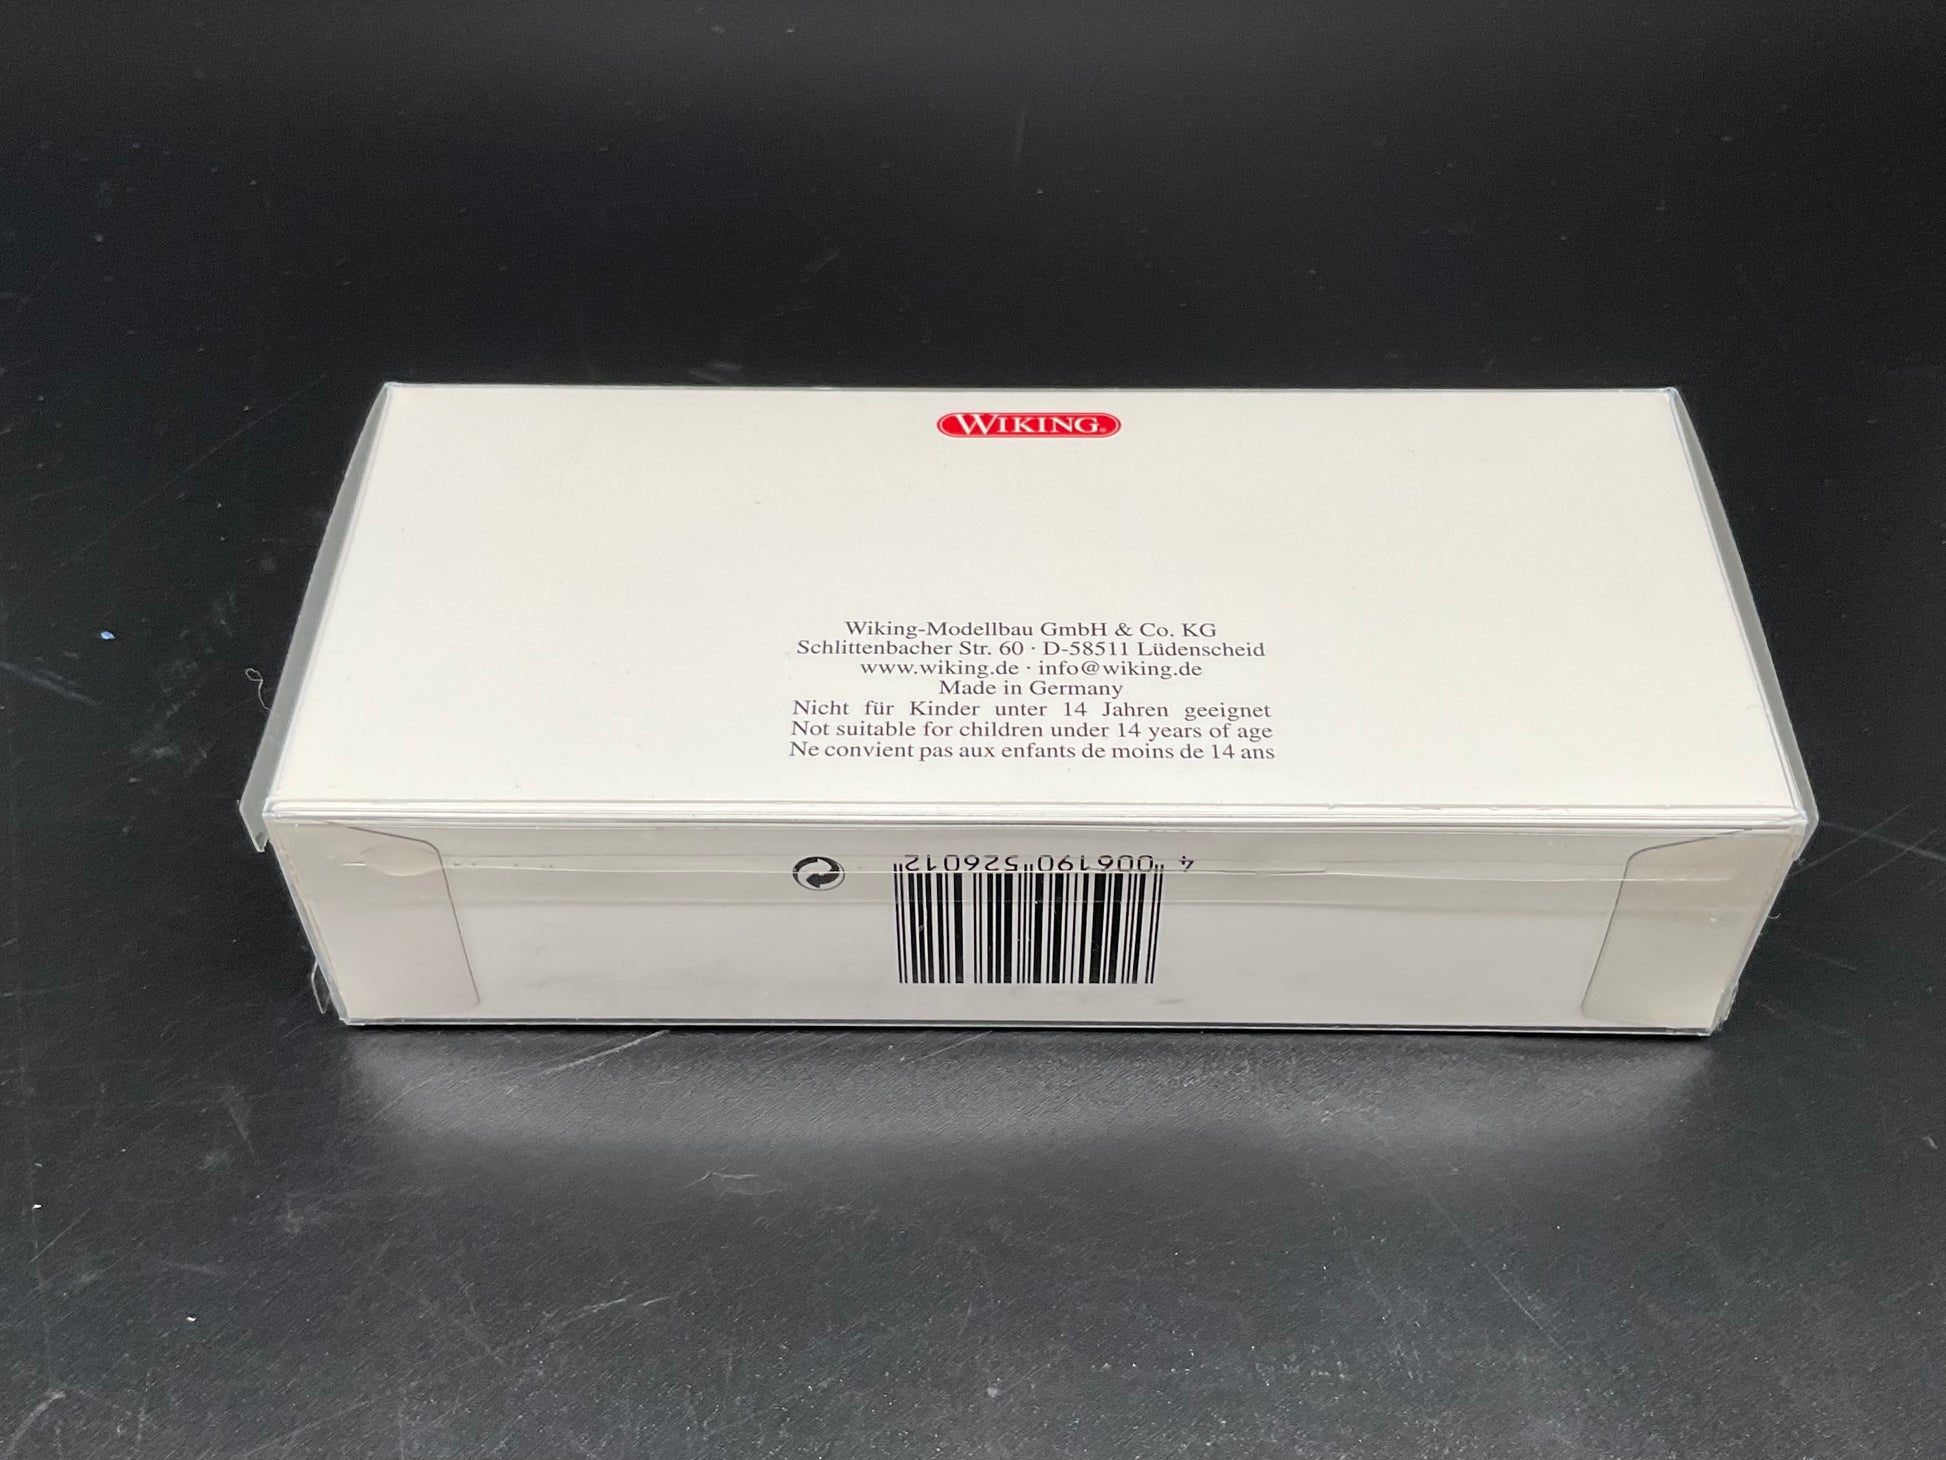 WIKING®
Wiking-Modellbau GmbH & Co. KG
Schlittenbacher Str. 60 · D-58511 Lüdenscheid
www.wiking.de · info@wiking.de
Made in Germany
Nicht für Kinder unter 14 Jahren geeignet
Not suitable for children under 14 years of age
Ne convient pas aux enfants de moins de 14 ans
4 006190 526012